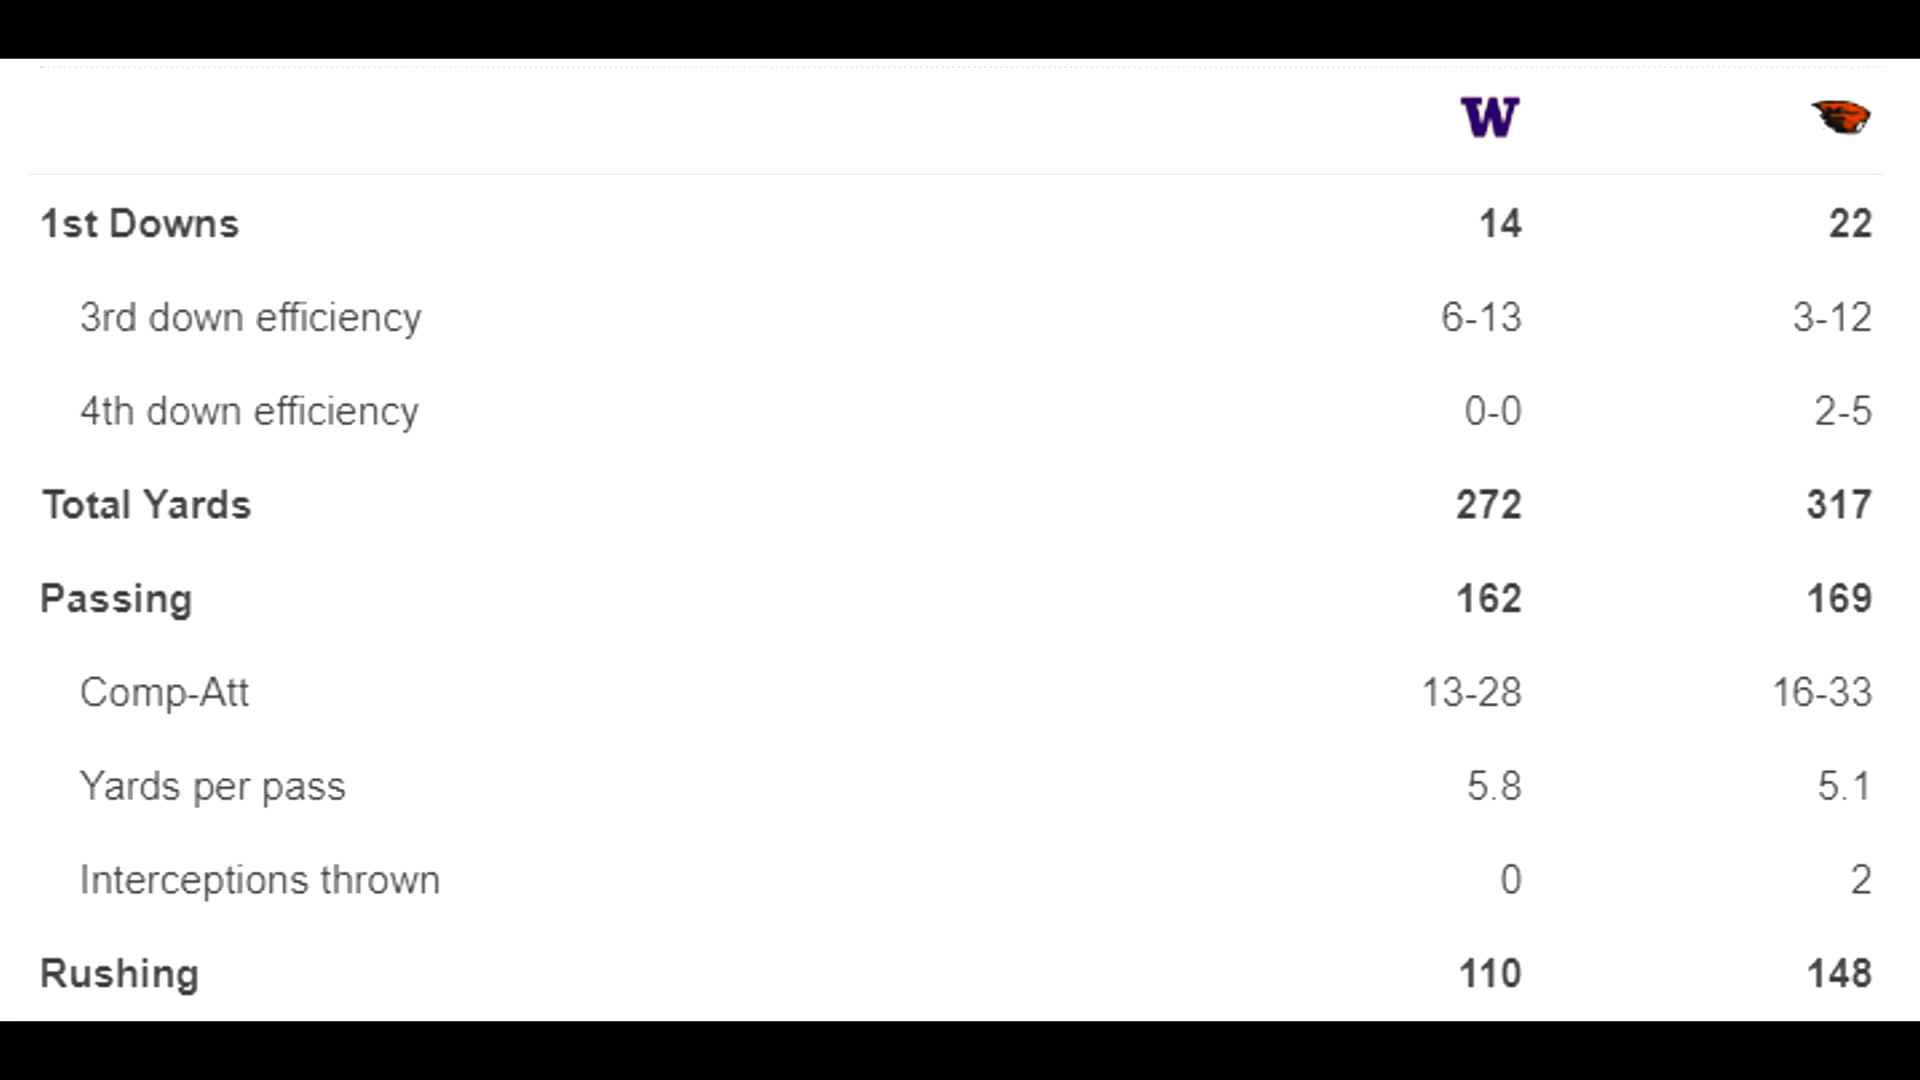 W
1st Downs 14 22
3rd down efficiency 6-13 3-12
4th down efficiency 0-0 2-5
Total Yards 272 317
Passing 162 169
Comp-Att 13-28 16-33
Yards per pass 5.8 5.1
Interceptions thrown 0 2
Rushing 110 148